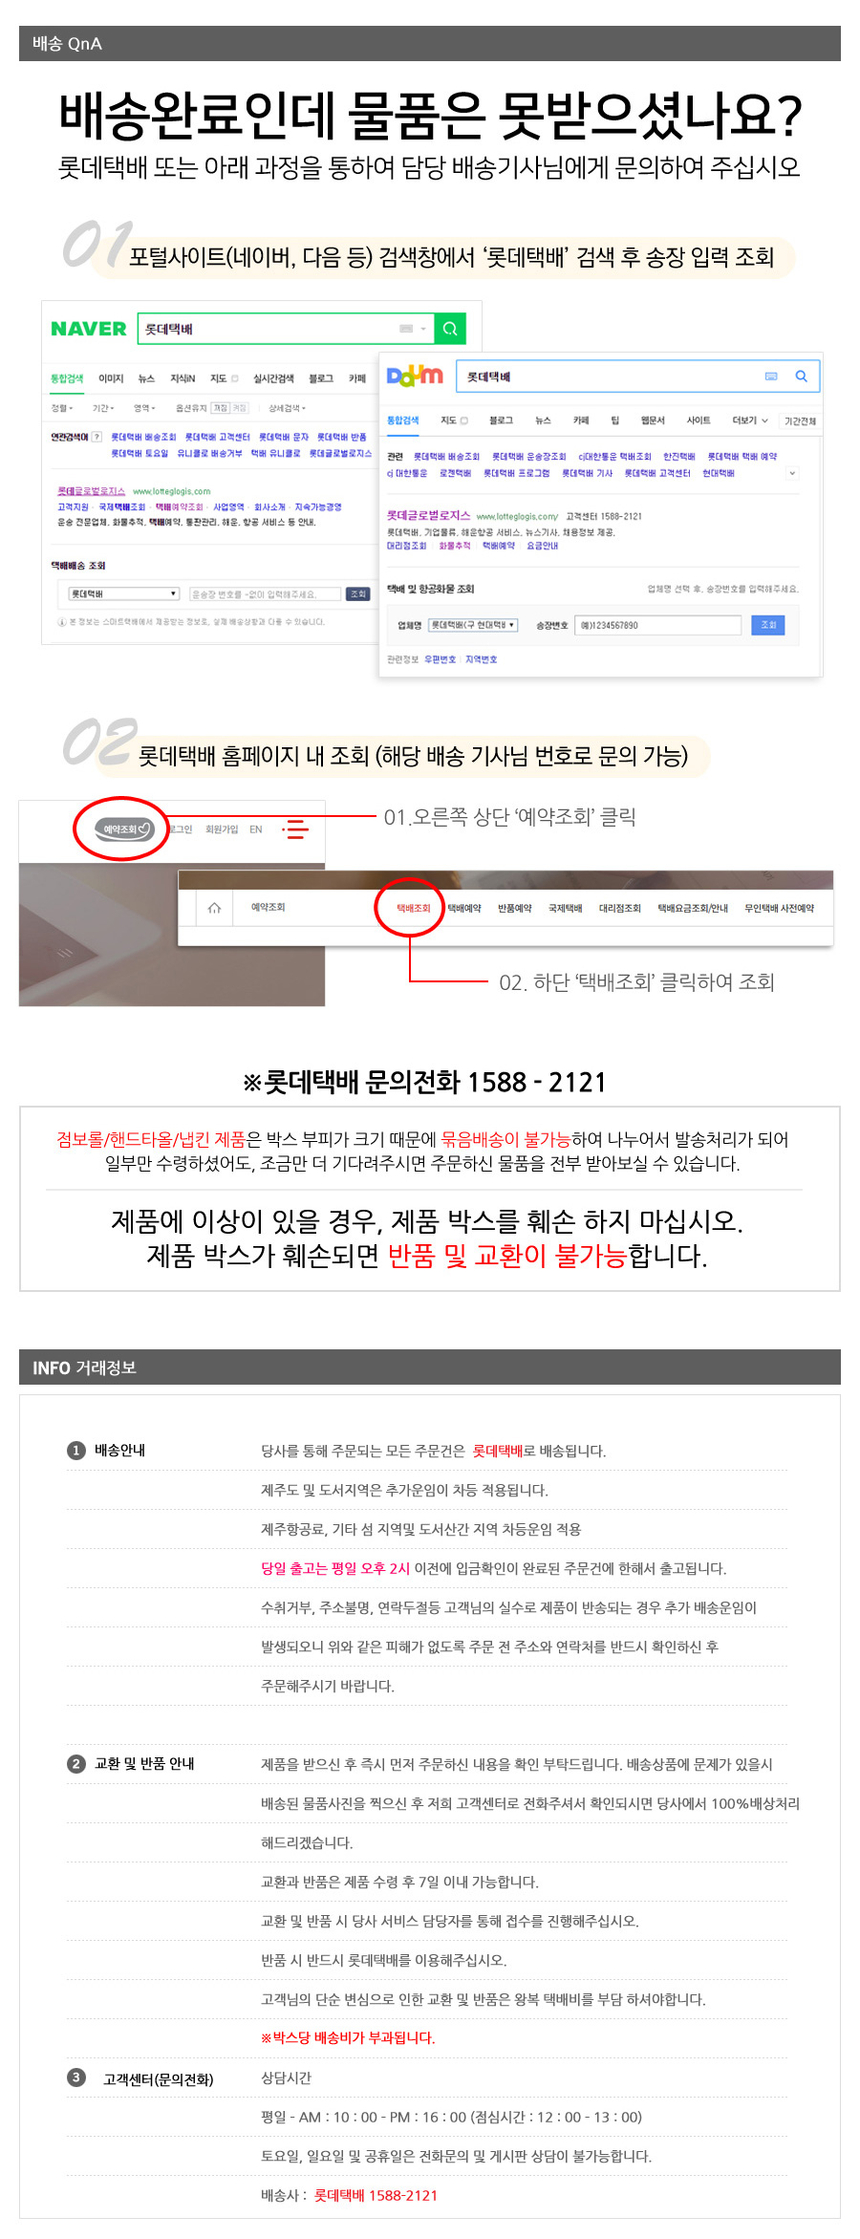 배송 QnA
배송완료인데 물품은 못받으셨나요?
롯데택배 또는 아래 과정을 통하여 담당 배송기사님에게 문의하여 주십시오
01 포털사이트(네이버, 다음 등) 검색창에서 ‘롯데택배’ 검색 후 송장 입력 조회
NAVER 롯데택배
통합검색 이미지 뉴스 지식iN 지도 실시간검색 블로그 카페
정렬 기간 영역 옵션유지 꺼짐 켜짐 상세검색
연관검색어 ? 롯데택배 배송조회 롯데택배 고객센터 롯데택배 문자 롯데택배 반품
롯데택배 토요일 유니클로 배송거부 택배 유니클로 롯데글로벌로지스
롯데글로벌로지스 www.lotteglogis.com
고객지원 · 국제택배조회 · 택배예약조회 · 사업영역 · 회사소개 · 지속가능경영
운송 전문업체, 화물추적, 택배예약, 통관관리, 해운, 항공 서비스 등 안내.
택배배송 조회
롯데택배 운송장 번호를 -없이 입력해주세요. 조회
본 정보는 스마트택배에서 제공받는 정보로, 실제 배송상황과 다를 수 있습니다.
Daum 롯데택배
통합검색 지도 블로그 뉴스 카페 팁 웹문서 사이트 더보기 기간전체
관련 롯데택배 배송조회 롯데택배 운송장조회 cj대한통운 택배조회 한진택배 롯데택배 택배 예약
cj 대한통운 로젠택배 롯데택배 프로그램 롯데택배 기사 롯데택배 고객센터 현대택배
롯데글로벌로지스 www.lotteglogis.com/ 고객센터 1588-2121
롯데택배, 기업물류, 해운항공 서비스, 뉴스기사, 채용정보 제공.
대리점조회 화물추적 택배예약 요금안내
택배 및 항공화물 조회 업체명 선택 후, 송장번호를 입력해주세요.
업체명 롯데택배(구 현대택배 송장번호 예)1234567890 조회
관련정보 우편번호 지역번호
02 롯데택배 홈페이지 내 조회 (해당 배송 기사님 번호로 문의 가능)
예약조회 로그인 회원가입 EN
01.오른쪽 상단 ‘예약조회’ 클릭
예약조회 택배조회 택배예약 반품예약 국제택배 대리점조회 택배요금조회/안내 무인택배 사전예약
02. 하단 ‘택배조회’ 클릭하여 조회
※롯데택배 문의전화 1588 - 2121
점보롤/핸드타올/냅킨 제품은 박스 부피가 크기 때문에 묶음배송이 불가능하여 나누어서 발송처리가 되어
일부만 수령하셨어도, 조금만 더 기다려주시면 주문하신 물품을 전부 받아보실 수 있습니다.
제품에 이상이 있을 경우, 제품 박스를 훼손 하지 마십시오.
제품 박스가 훼손되면 반품 및 교환이 불가능합니다.
INFO 거래정보
1 배송안내 당사를 통해 주문되는 모든 주문건은 롯데택배로 배송됩니다.
제주도 및 도서지역은 추가운임이 차등 적용됩니다.
제주항공료, 기타 섬 지역및 도서산간 지역 차등운임 적용
당일 출고는 평일 오후 2시 이전에 입금확인이 완료된 주문건에 한해서 출고됩니다.
수취거부, 주소불명, 연락두절등 고객님의 실수로 제품이 반송되는 경우 추가 배송운임이
발생되오니 위와 같은 피해가 없도록 주문 전 주소와 연락처를 반드시 확인하신 후
주문해주시기 바랍니다.
2 교환 및 반품 안내 제품을 받으신 후 즉시 먼저 주문하신 내용을 확인 부탁드립니다. 배송상품에 문제가 있을시
배송된 물품사진을 찍으신 후 저희 고객센터로 전화주셔서 확인되시면 당사에서 100%배상처리
해드리겠습니다.
교환과 반품은 제품 수령 후 7일 이내 가능합니다.
교환 및 반품 시 당사 서비스 담당자를 통해 접수를 진행해주십시오.
반품 시 반드시 롯데택배를 이용해주십시오.
고객님의 단순 변심으로 인한 교환 및 반품은 왕복 택배비를 부담 하셔야합니다.
※박스당 배송비가 부과됩니다.
3 고객센터(문의전화) 상담시간
평일 - AM : 10 : 00 - PM : 16 : 00 (점심시간 : 12 : 00 - 13 : 00)
토요일, 일요일 및 공휴일은 전화문의 및 게시판 상담이 불가능합니다.
배송사 : 롯데택배 1588-2121